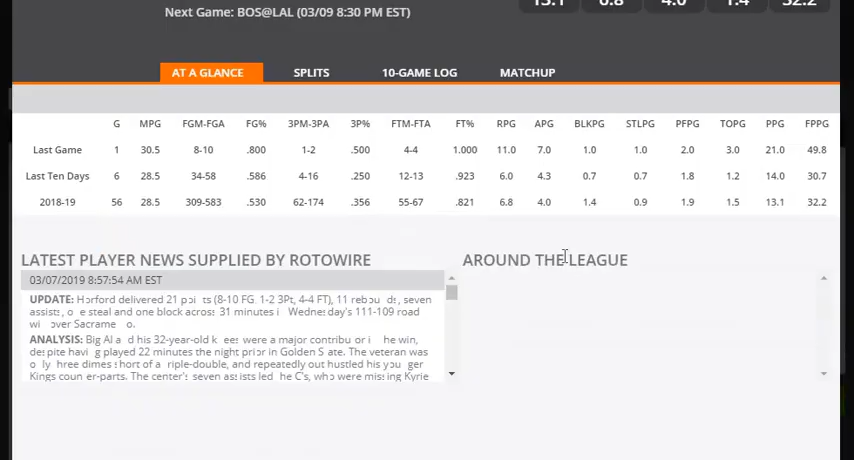 13.1 6.8 4.0 1.4 32.2
Next Game: BOS@LAL (03/09 8:30 PM EST)
AT A GLANCE SPLITS 10-GAME LOG MATCHUP
G MPG FGM-FGA FG% 3PM-3PA 3P% FTM-FTA FT% RPG APG BLKPG STLPG PFPG TOPG PPG FPPG
Last Game 1 30.5 8-10 .800 1-2 .500 4-4 1.000 11.0 7.0 1.0 1.0 2.0 3.0 21.0 49.8
Last Ten Days 6 28.5 34-58 .586 4-16 .250 12-13 .923 6.0 4.3 0.7 0.7 1.8 1.2 14.0 30.7
2018-19 56 28.5 309-583 .530 62-174 .356 55-67 .821 6.8 4.0 1.4 0.9 1.9 1.5 13.1 32.2
LATEST PLAYER NEWS SUPPLIED BY ROTOWIRE
03/07/2019 8:57:54 AM EST
UPDATE: Horford delivered 21 points (8-10 FG, 1-2 3Pt, 4-4 FT), 11 rebounds, seven
assists, one steal and one block across 31 minutes in Wednesday's 111-109 road
win over Sacramento.
ANALYSIS: Big Al and his 32-year-old knees were a major contributor in the win,
despite having played 22 minutes the night prior in Golden State. The veteran was
only three dimes short of a triple-double, and repeatedly out hustled his younger
Kings counter-parts. The center's seven assists led the C's, who were missing Kyrie
AROUND THE LEAGUE